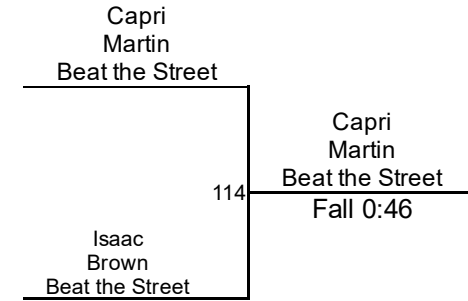 Capri
Martin
Beat the Street
Capri
Martin
Beat the Street
114
Fall 0:46
Isaac
Brown
Beat the Street